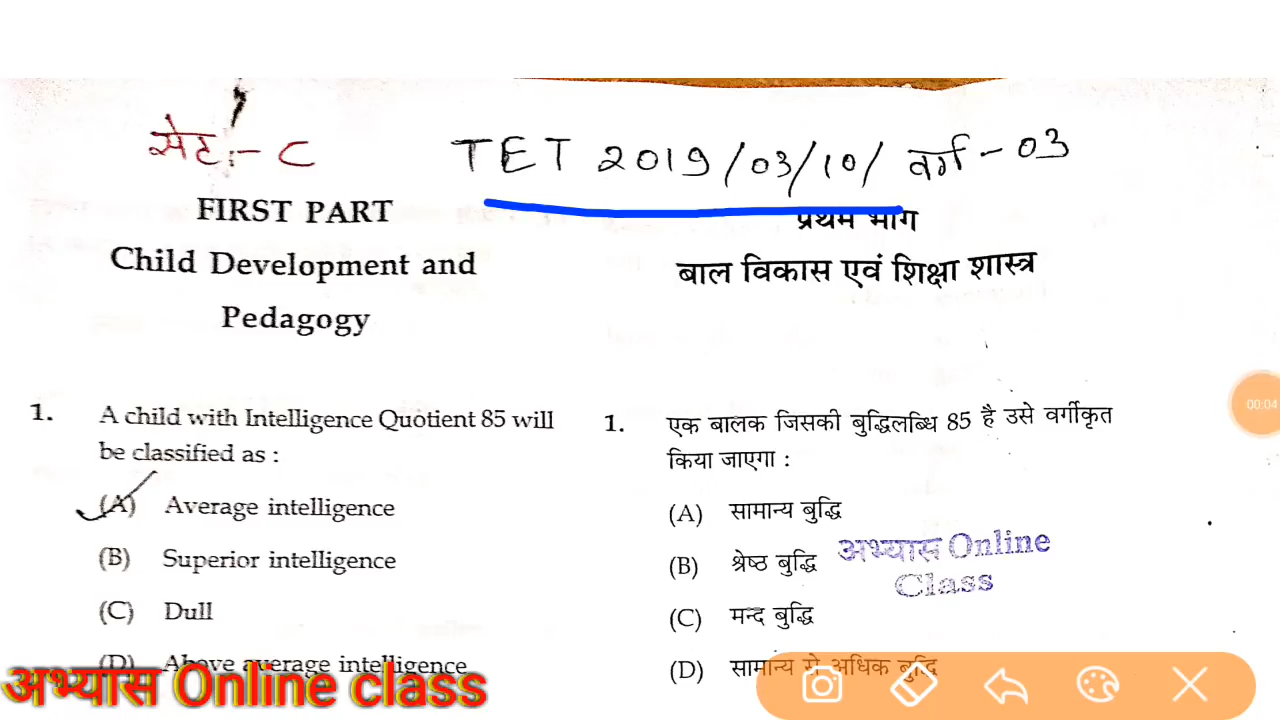 सेट :- C
TET 2019/03/10/ वर्ग - 03
FIRST PART
Child Development and
Pedagogy
1. A child with Intelligence Quotient 85 will
be classified as :
(A) Average intelligence
(B) Superior intelligence
(C) Dull
(D) Above average intelligence
प्रथम भाग
बाल विकास एवं शिक्षा शास्त्र
1. एक बालक जिसकी बुद्धिलब्धि 85 है उसे वर्गीकृत
किया जाएगा :
(A) सामान्य बुद्धि
(B) श्रेष्ठ बुद्धि
(C) मन्द बुद्धि
(D) सामान्य से अधिक बुद्धि
अभ्यास Online
Class
00:04
अभ्यास Online class